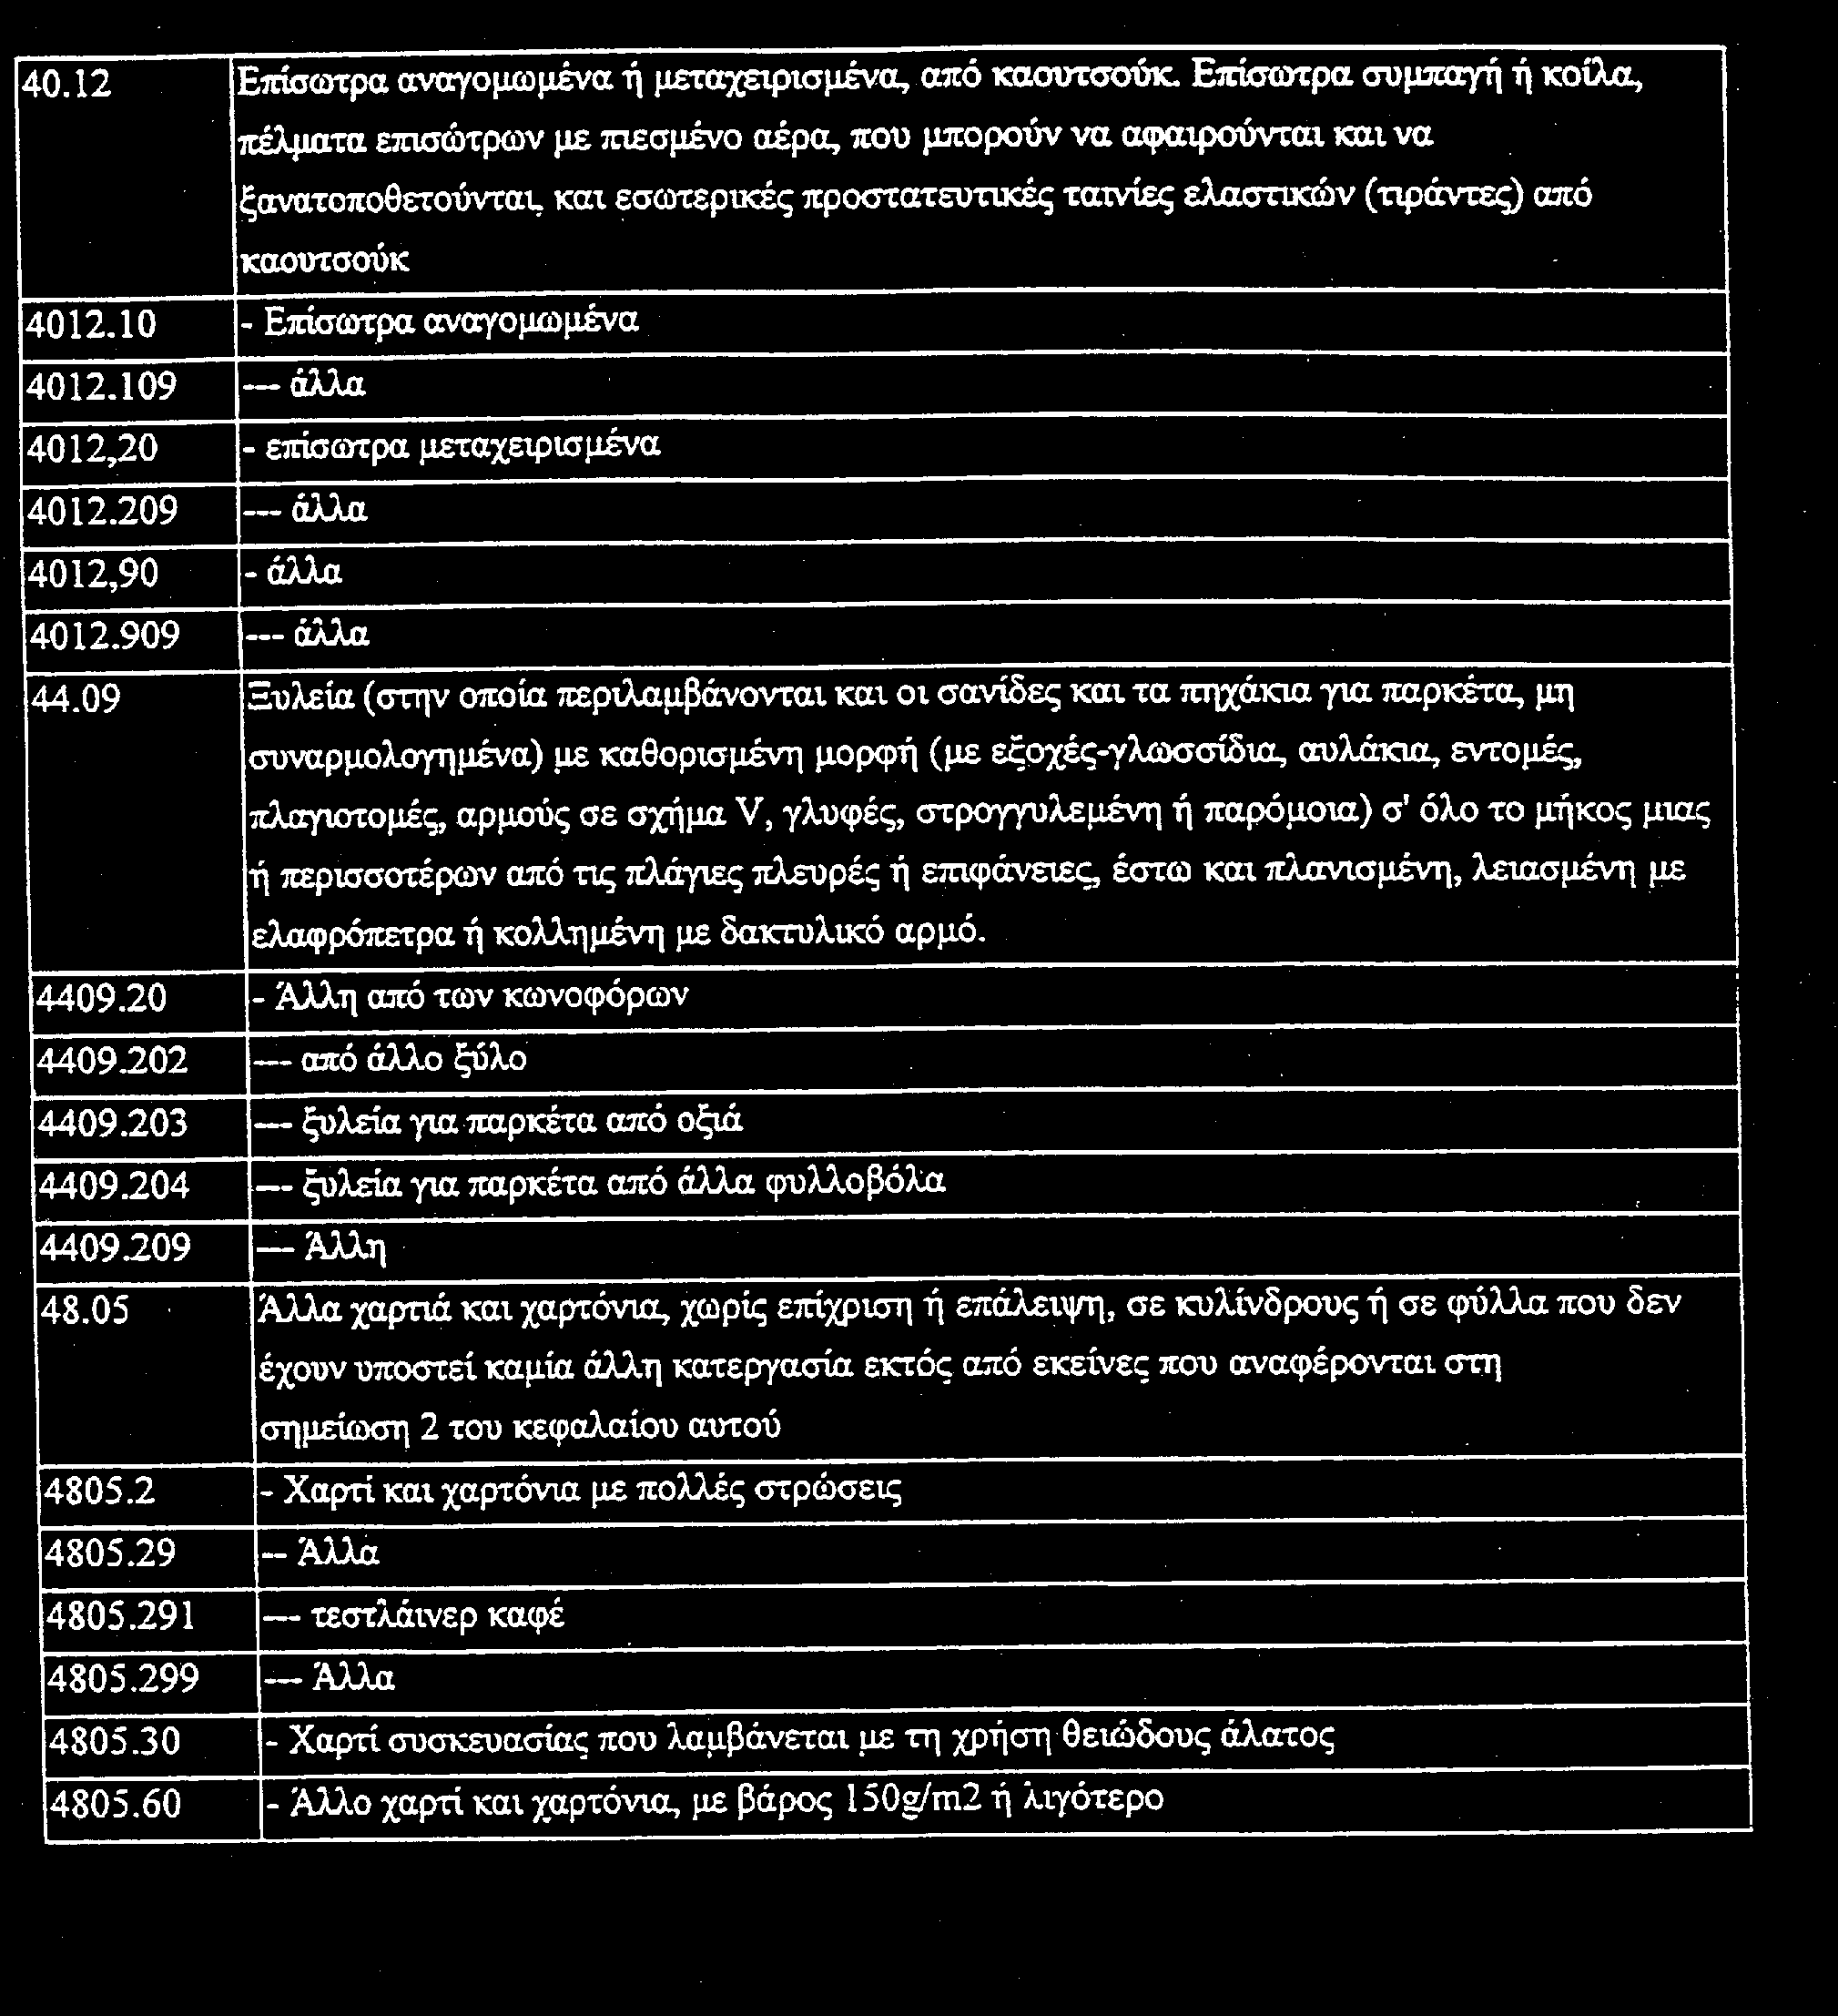 40.12 Επίσωτρα αναγομωμένα ή μεταχειρισμένα, από καουτσούκ. Επίσωτρα συμπαγή ή κοίλα,
πέλματα επισώτρων με πιεσμένο αέρα, που μπορούν να αφαιρούνται και να
ξανατοποθετούνται, και εσωτερικές προστατευτικές ταινίες ελαστικών (τιράντες) από
καουτσούκ
4012.10 - Επίσωτρα αναγομωμένα
4012.109 --- άλλα
4012,20 - επίσωτρα μεταχειρισμένα
4012.209 --- άλλα
4012,90 - άλλα
4012.909 --- άλλα
44.09 Ξυλεία (στην οποία περιλαμβάνονται και οι σανίδες και τα πηχάκια για παρκέτα, μη
συναρμολογημένα) με καθορισμένη μορφή (με εξοχές-γλωσσίδια, αυλάκια, εντομές,
πλαγιοτομές, αρμούς σε σχήμα V, γλυφές, στρογγυλεμένη ή παρόμοια) σ' όλο το μήκος μιας
ή περισσοτέρων από τις πλάγιες πλευρές ή επιφάνειες, έστω και πλανισμένη, λειασμένη με
ελαφρόπετρα ή κολλημένη με δακτυλικό αρμό.
4409.20 - Άλλη από των κωνοφόρων
4409.202 --- από άλλο ξύλο
4409.203 --- ξυλεία για παρκέτα από οξιά
4409.204 --- ξυλεία για παρκέτα από άλλα φυλλοβόλα
4409.209 --- Άλλη
48.05 Άλλα χαρτιά και χαρτόνια, χωρίς επίχριση ή επάλειψη, σε κυλίνδρους ή σε φύλλα που δεν
έχουν υποστεί καμία άλλη κατεργασία εκτός από εκείνες που αναφέρονται στη
σημείωση 2 του κεφαλαίου αυτού
4805.2 - Χαρτί και χαρτόνια με πολλές στρώσεις
4805.29 -- Άλλα
4805.291 --- τεστλάινερ καφέ
4805.299 --- Άλλα
4805.30 - Χαρτί συσκευασίας που λαμβάνεται με τη χρήση θειώδους άλατος
4805.60 - Άλλο χαρτί και χαρτόνια, με βάρος 150g/m2 ή λιγότερο